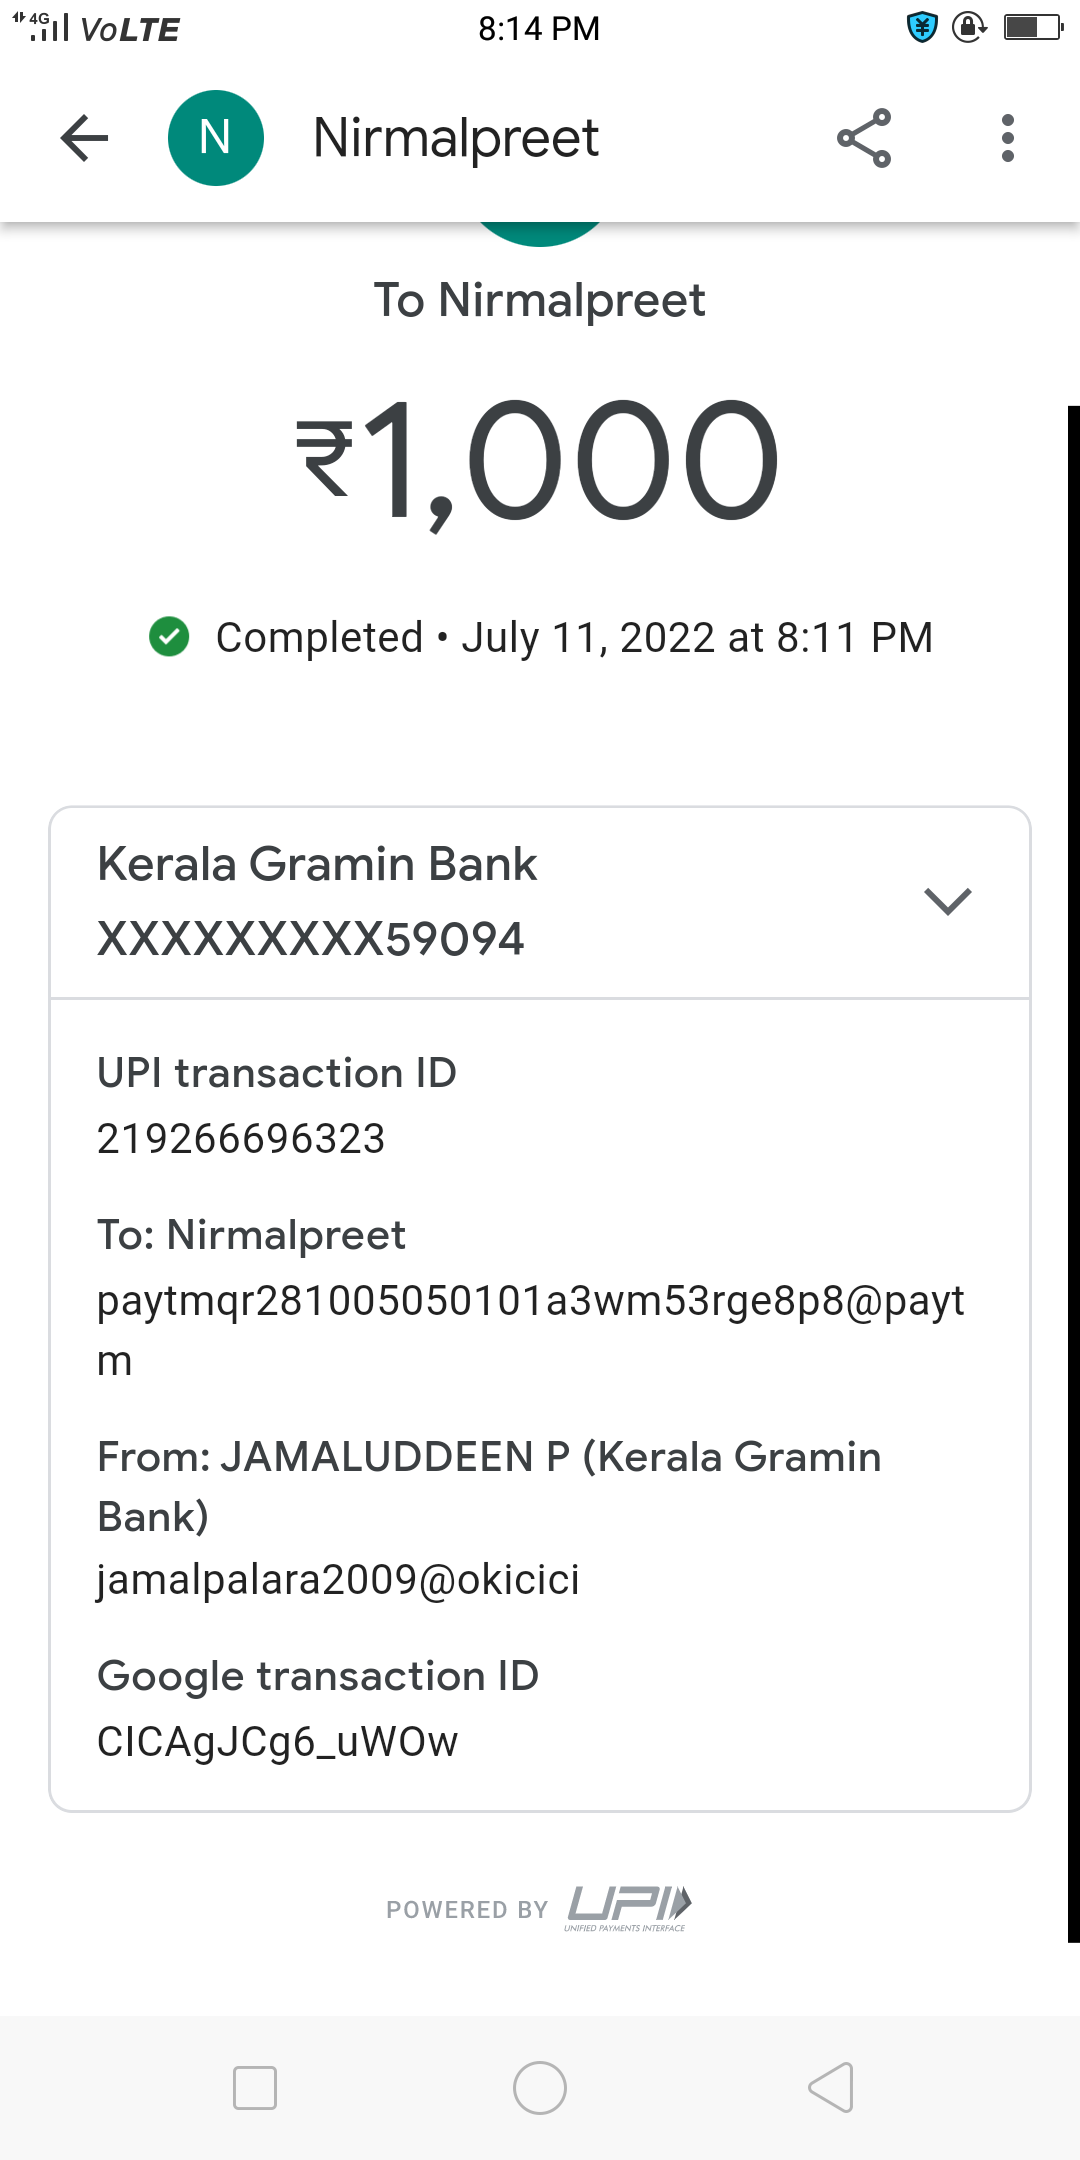 4G VoLTE 8:14 PM
N Nirmalpreet
To Nirmalpreet
₹1,000
Completed • July 11, 2022 at 8:11 PM
Kerala Gramin Bank
XXXXXXXXX59094
UPI transaction ID
219266696323
To: Nirmalpreet
paytmqr281005050101a3wm53rge8p8@payt
m
From: JAMALUDDEEN P (Kerala Gramin
Bank)
jamalpalara2009@okicici
Google transaction ID
CICAgJCg6_uWOw
POWERED BY UPI
UNIFIED PAYMENTS INTERFACE